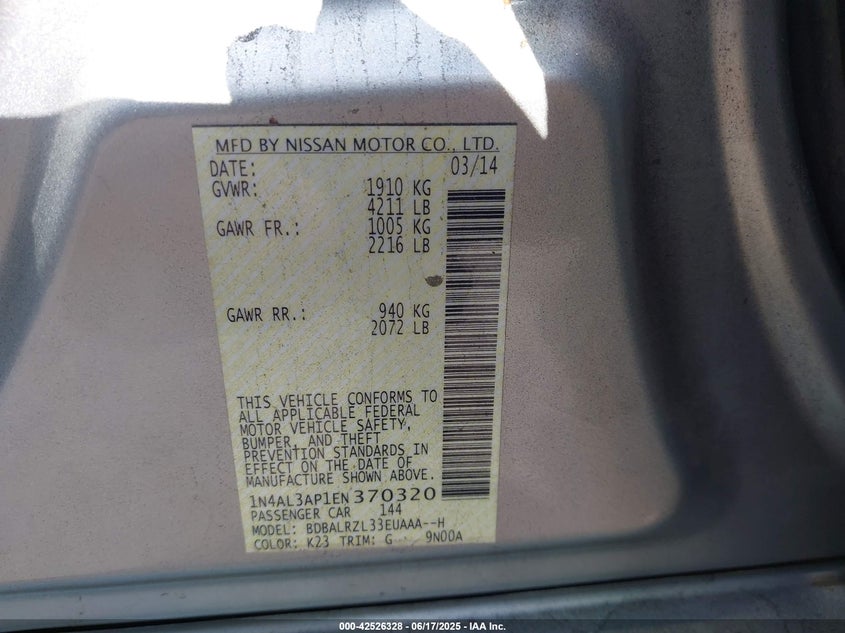 MFD BY NISSAN MOTOR CO., LTD.
DATE: 03/14
GVWR: 1910 KG
4211 LB
GAWR FR.: 1005 KG
2216 LB
GAWR RR.: 940 KG
2072 LB
THIS VEHICLE CONFORMS TO
ALL APPLICABLE FEDERAL
MOTOR VEHICLE SAFETY,
BUMPER, AND THEFT
PREVENTION STANDARDS IN
EFFECT ON THE DATE OF
MANUFACTURE SHOWN ABOVE.
1N4AL3AP1EN370320
PASSENGER CAR 144
MODEL: BDBALRZL33EUAAA--H
COLOR: K23 TRIM: G 9N00A
000-42526328 - 06/17/2025 - IAA Inc.